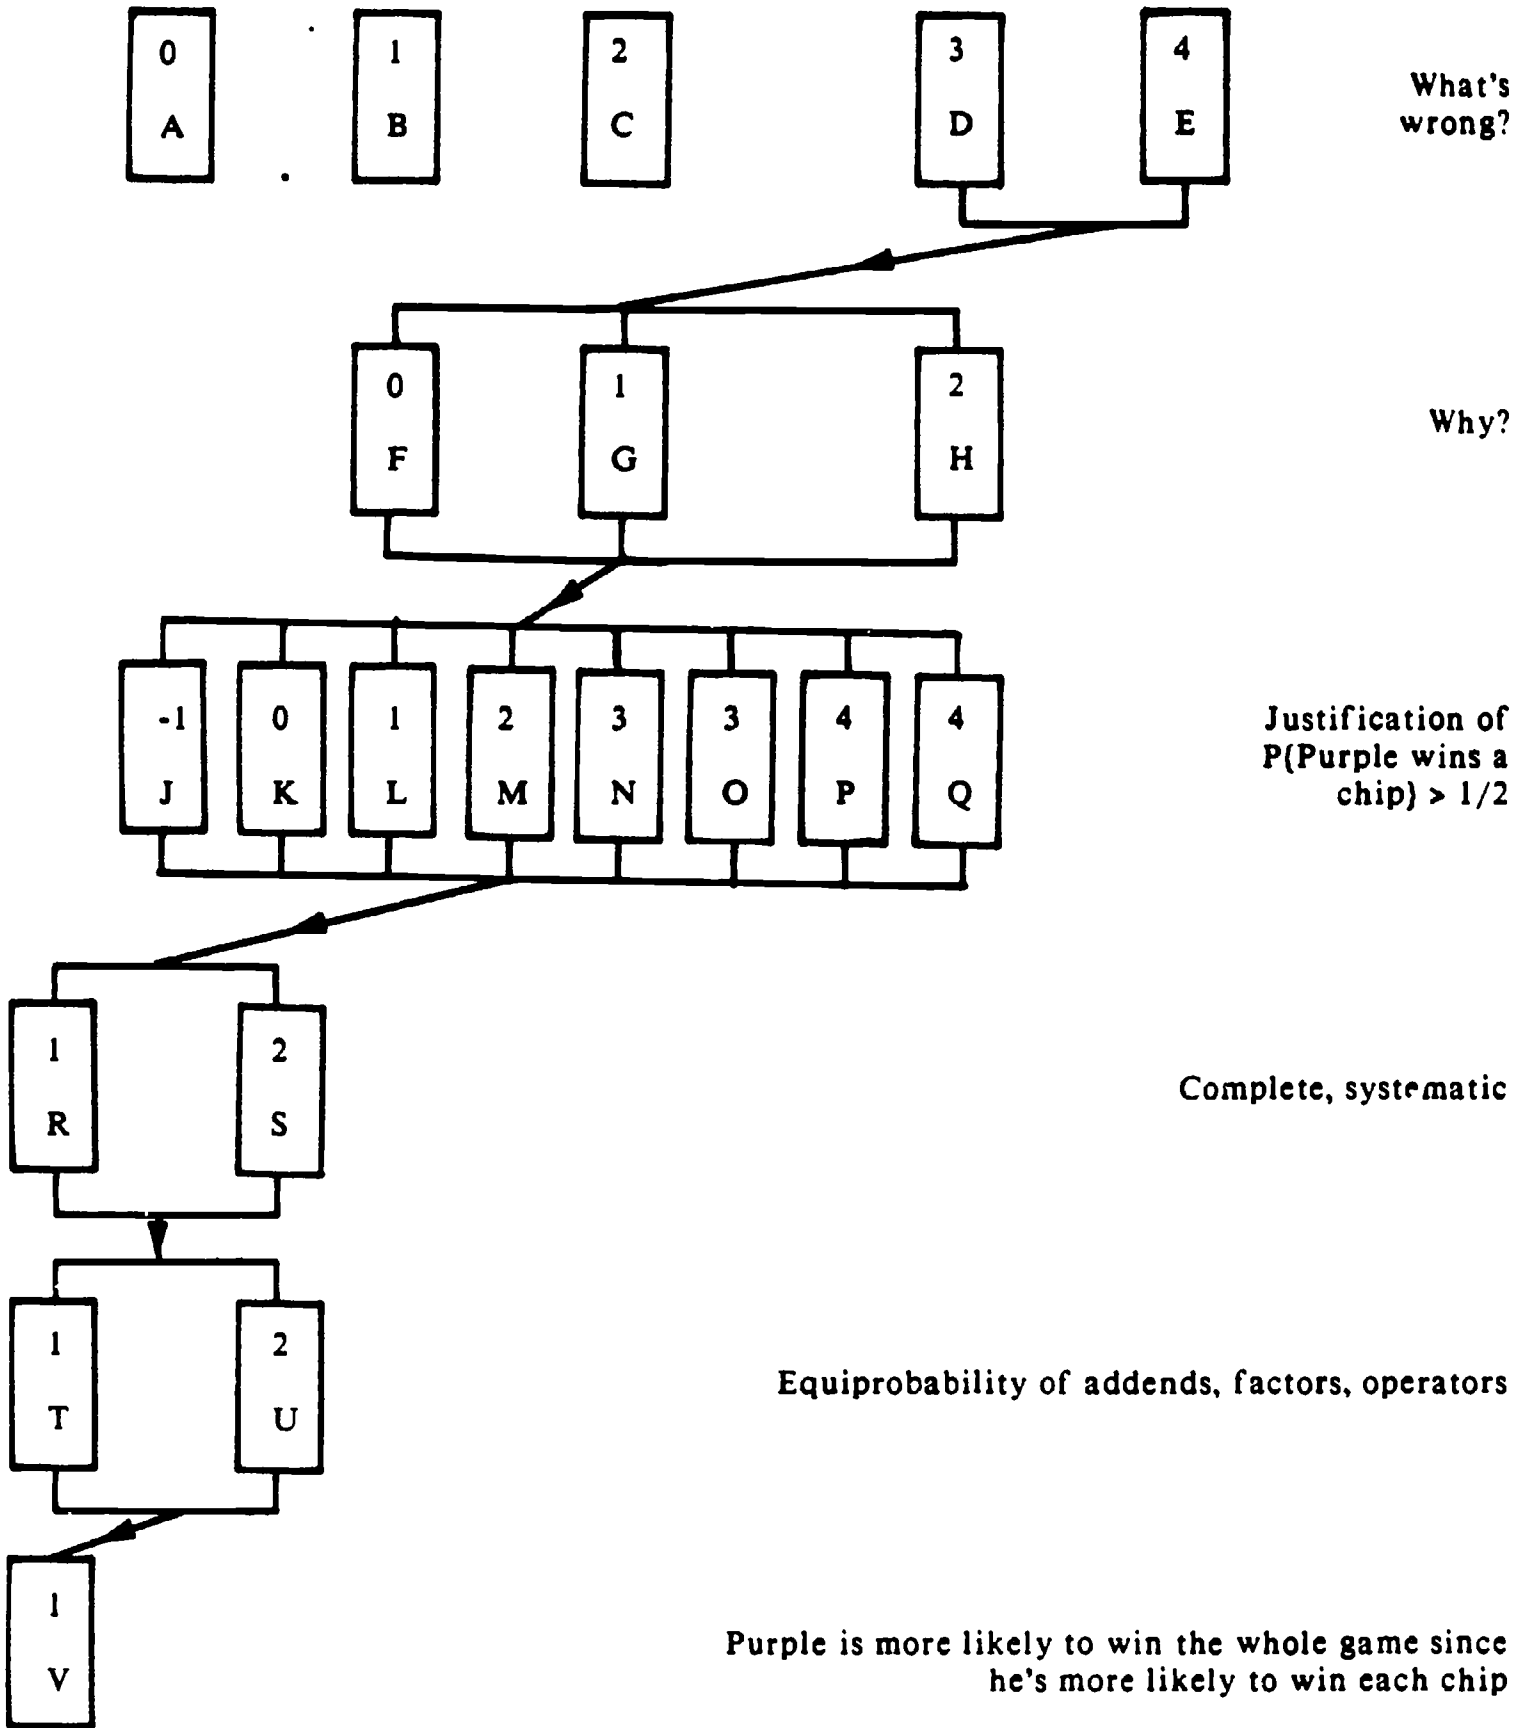 0 1 2 3 4
What's
A B C D E
wrong?
0 1 2
Why?
F G H
-1 0 1 2 3 3 4 4
Justification of
P(Purple wins a
J K L M N O P Q
chip) > 1/2
1 2
Complete, systematic
R S
1 2
Equiprobability of addends, factors, operators
T U
1
Purple is more likely to win the whole game since
V
he's more likely to win each chip